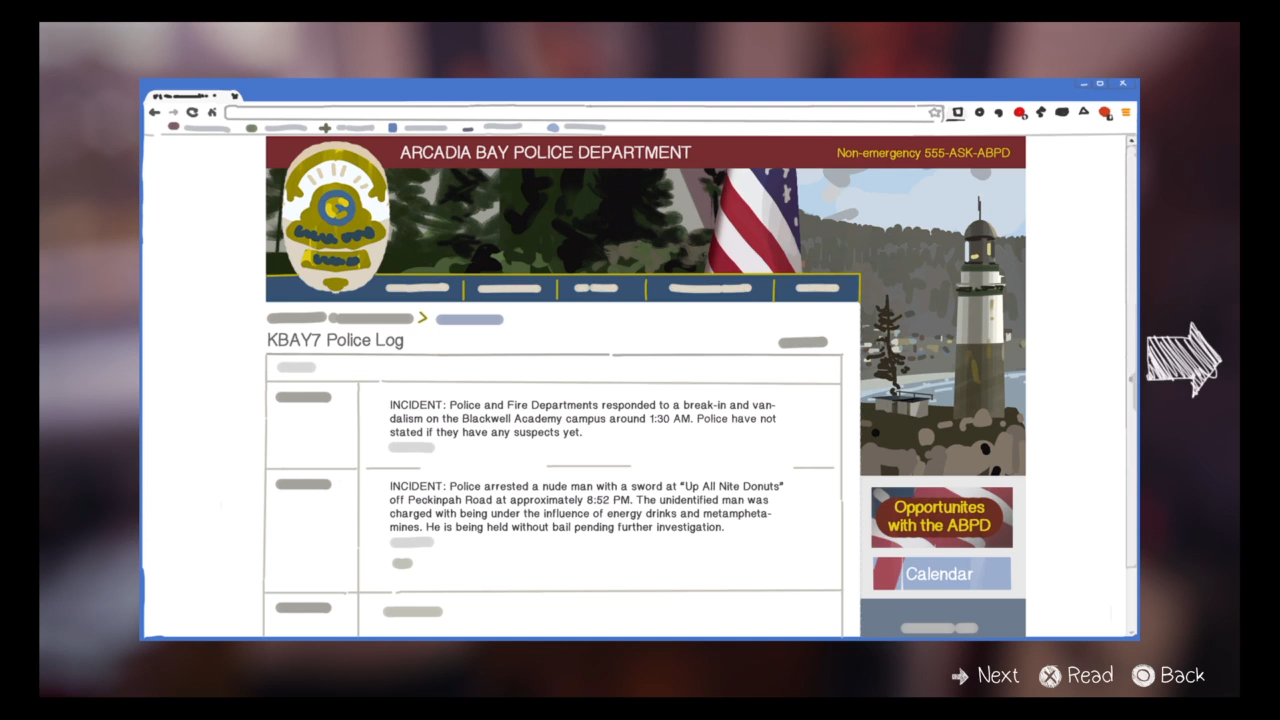 ARCADIA BAY POLICE DEPARTMENT
Non-emergency 555-ASK-ABPD
KBAY7 Police Log
INCIDENT: Police and Fire Departments responded to a break-in and van-
dalism on the Blackwell Academy campus around 1:30 AM. Police have not
stated if they have any suspects yet.
INCIDENT: Police arrested a nude man with a sword at "Up All Nite Donuts"
off Peckinpah Road at approximately 8:52 PM. The unidentified man was
charged with being under the influence of energy drinks and metampheta-
mines. He is being held without bail pending further investigation.
Opportunites
with the ABPD
Calendar
Next
Read
Back